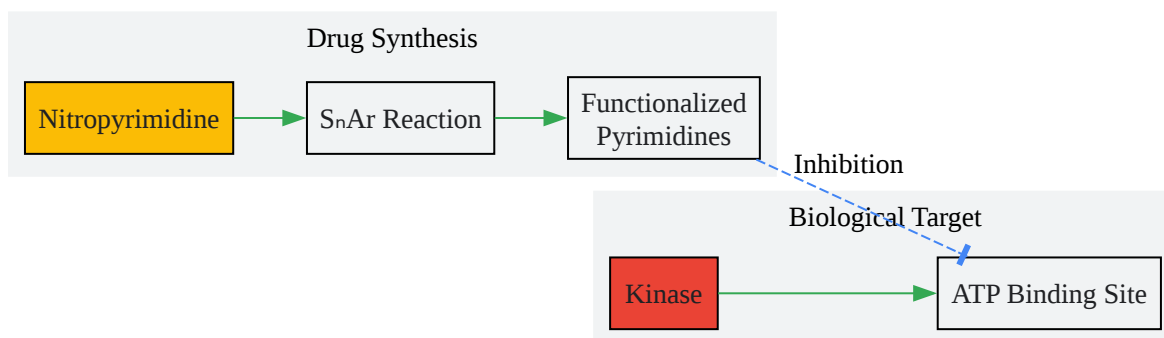 Drug Synthesis
Nitropyrimidine
SₙAr Reaction
Functionalized
Pyrimidines
Inhibition
Biological Target
Kinase
ATP Binding Site